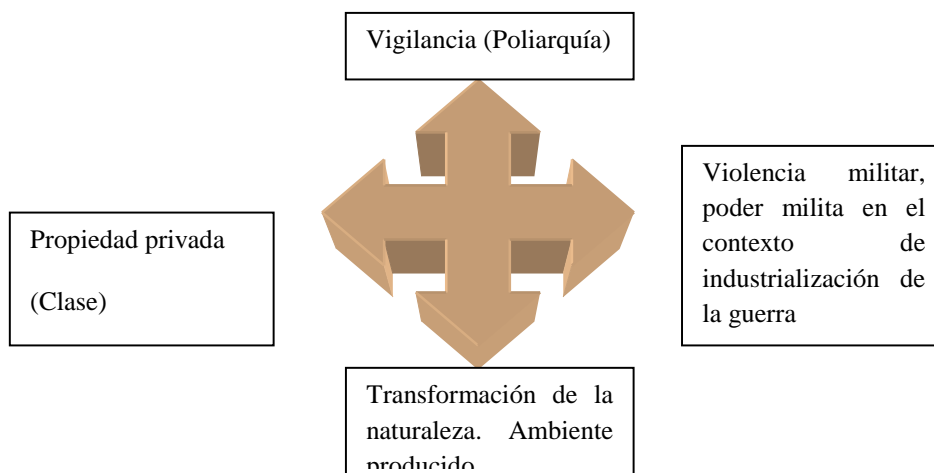 Vigilancia (Poliarquía)
Propiedad privada
(Clase)
Violencia militar,
poder milita en el
contexto de
industrialización de
la guerra
Transformación de la
naturaleza. Ambiente
producido